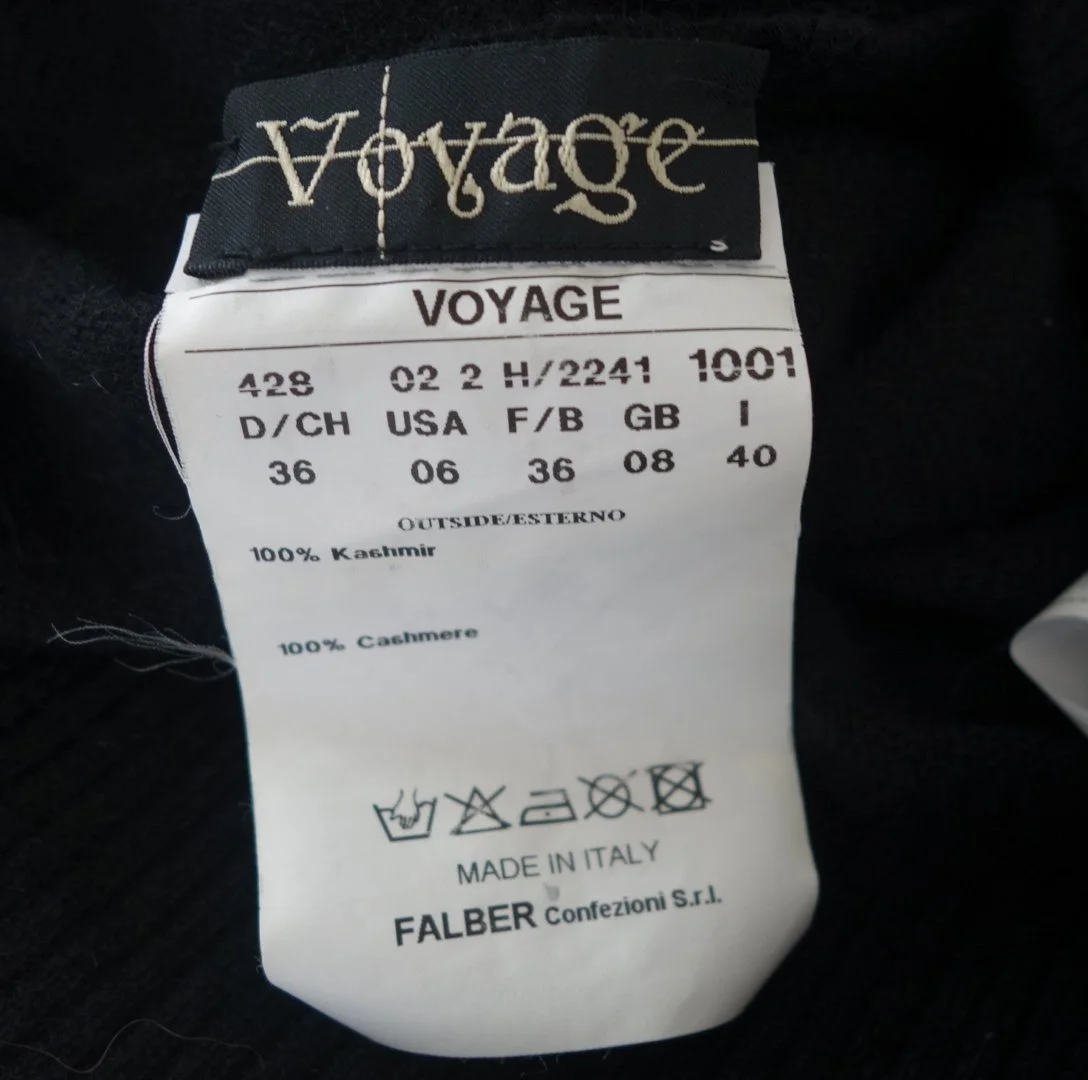 Voyage
VOYAGE
428 02 2 H/2241 1001
D/CH USA F/B GB I
36 06 36 08 40
OUTSIDE/ESTERNO
100% Kashmir
100% Cashmere
MADE IN ITALY
FALBER Confezioni S.r.l.